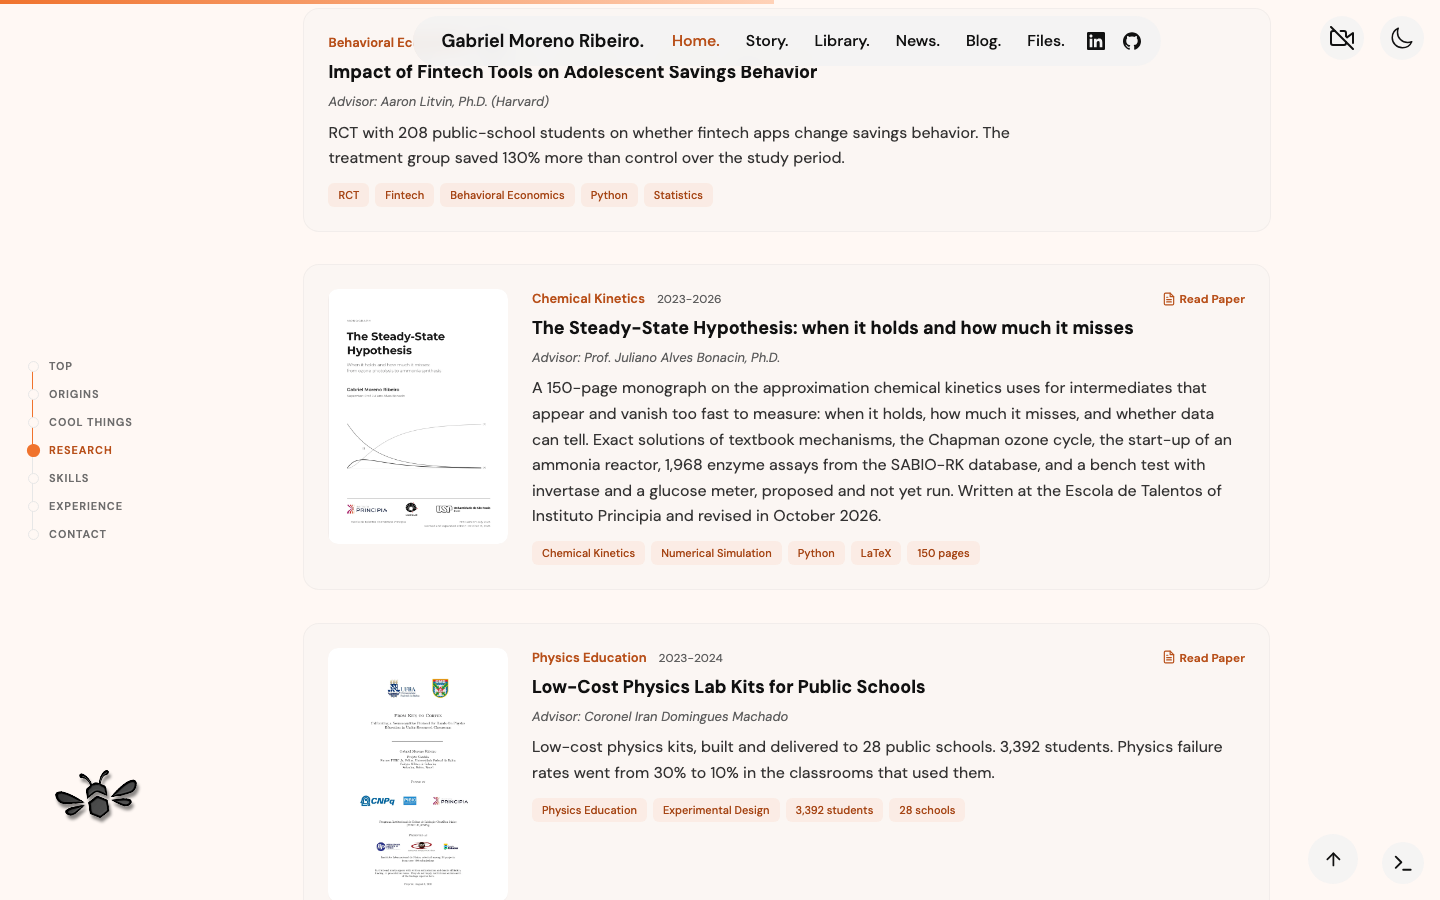 Behavioral Ec
Gabriel Moreno Ribeiro. Home. Story. Library. News. Blog. Files.
Impact of Fintech Tools on Adolescent Savings Behavior
Advisor: Aaron Litvin, Ph.D. (Harvard)
RCT with 208 public-school students on whether fintech apps change savings behavior. The
treatment group saved 130% more than control over the study period.
RCT Fintech Behavioral Economics Python Statistics
TOP
ORIGINS
COOL THINGS
RESEARCH
SKILLS
EXPERIENCE
CONTACT
The Steady-State
Hypothesis
Gabriel Moreno Ribeiro
PRINCIPIA
USP
Chemical Kinetics 2023-2026 Read Paper
The Steady-State Hypothesis: when it holds and how much it misses
Advisor: Prof. Juliano Alves Bonacin, Ph.D.
A 150-page monograph on the approximation chemical kinetics uses for intermediates that
appear and vanish too fast to measure: when it holds, how much it misses, and whether data
can tell. Exact solutions of textbook mechanisms, the Chapman ozone cycle, the start-up of an
ammonia reactor, 1,968 enzyme assays from the SABIO-RK database, and a bench test with
invertase and a glucose meter, proposed and not yet run. Written at the Escola de Talentos of
Instituto Principia and revised in October 2026.
Chemical Kinetics Numerical Simulation Python LaTeX 150 pages
UFBA
CNPq
PRINCIPIA
Physics Education 2023-2024 Read Paper
Low-Cost Physics Lab Kits for Public Schools
Advisor: Coronel Iran Domingues Machado
Low-cost physics kits, built and delivered to 28 public schools. 3,392 students. Physics failure
rates went from 30% to 10% in the classrooms that used them.
Physics Education Experimental Design 3,392 students 28 schools